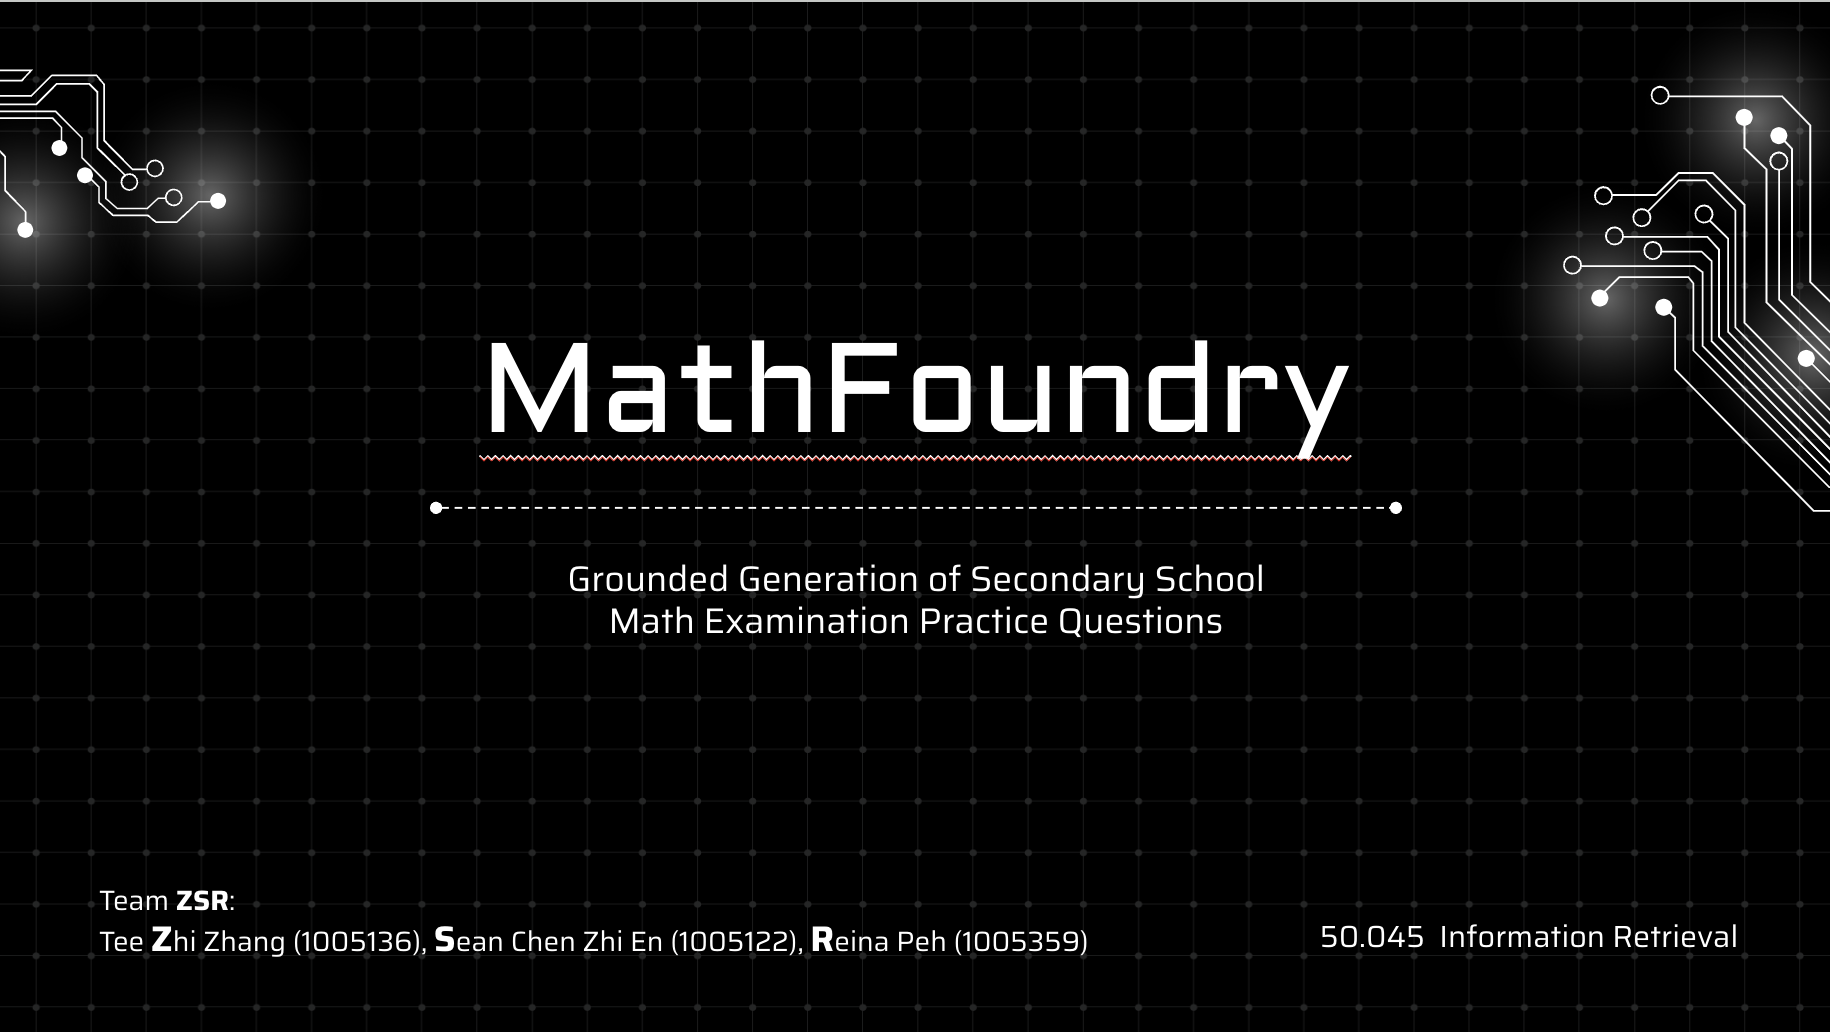 MathFoundry
Grounded Generation of Secondary School
Math Examination Practice Questions
Team ZSR:
Tee Zhi Zhang (1005136), Sean Chen Zhi En (1005122), Reina Peh (1005359)
50.045 Information Retrieval